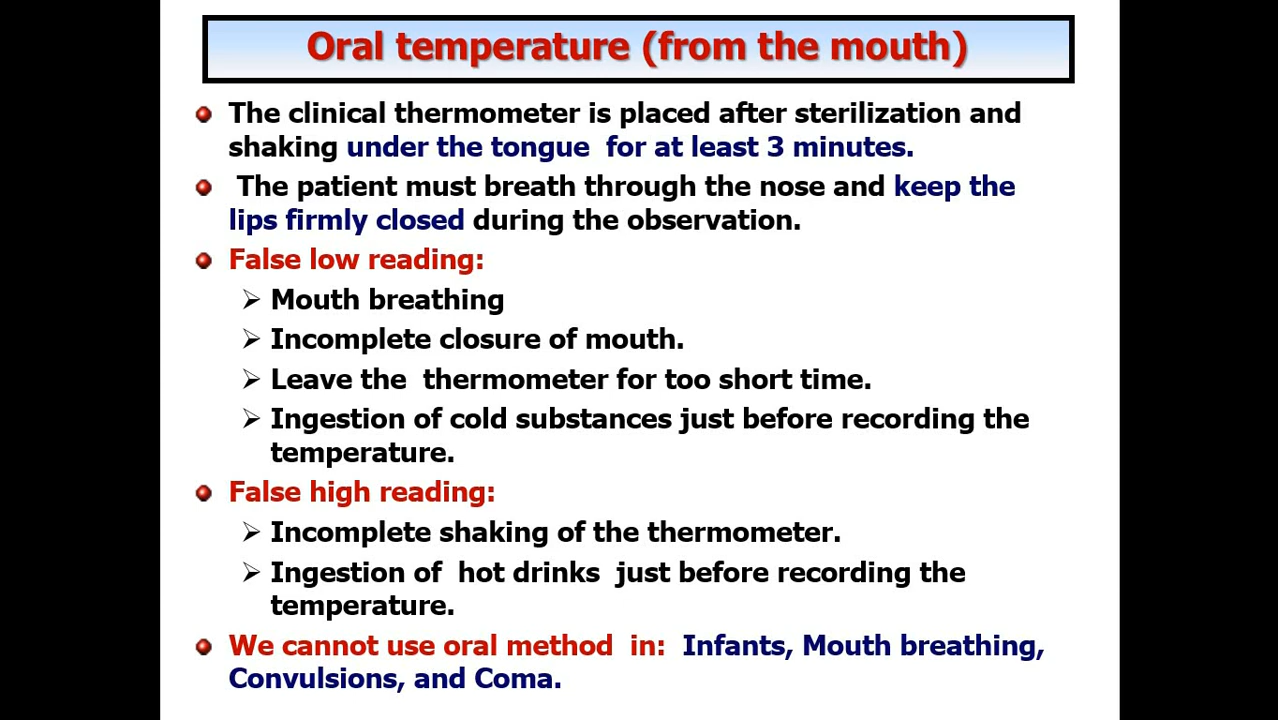 Oral temperature (from the mouth)
The clinical thermometer is placed after sterilization and
shaking under the tongue for at least 3 minutes.
The patient must breath through the nose and keep the
lips firmly closed during the observation.
False low reading:
Mouth breathing
Incomplete closure of mouth.
Leave the thermometer for too short time.
Ingestion of cold substances just before recording the
temperature.
False high reading:
Incomplete shaking of the thermometer.
Ingestion of hot drinks just before recording the
temperature.
We cannot use oral method in: Infants, Mouth breathing,
Convulsions, and Coma.